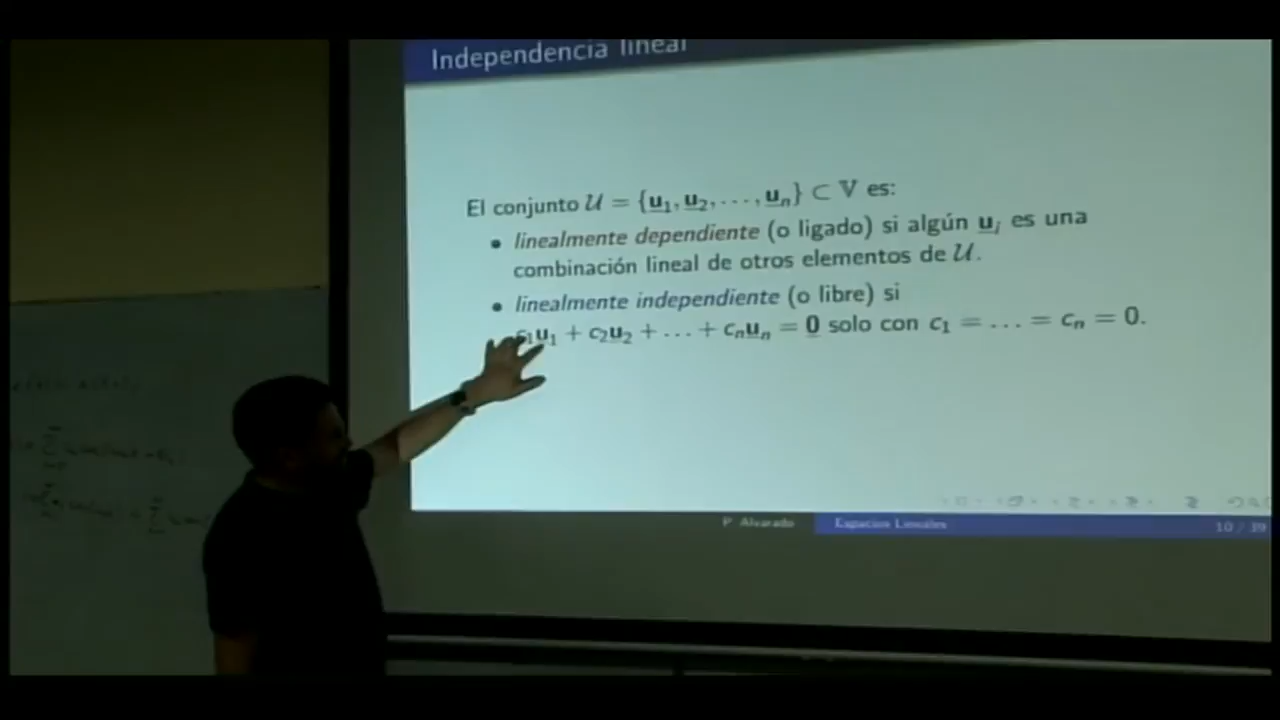 Independencia lineal
El conjunto 𝒰 = {u₁, u₂, . . . , uₙ} ⊂ 𝕍 es:
• linealmente dependiente (o ligado) si algún uᵢ es una
combinación lineal de otros elementos de 𝒰.
• linealmente independiente (o libre) si
c₁u₁ + c₂u₂ + . . . + cₙuₙ = 0 solo con c₁ = . . . = cₙ = 0.
P Alvarado Espacios Lineales 10 / 39